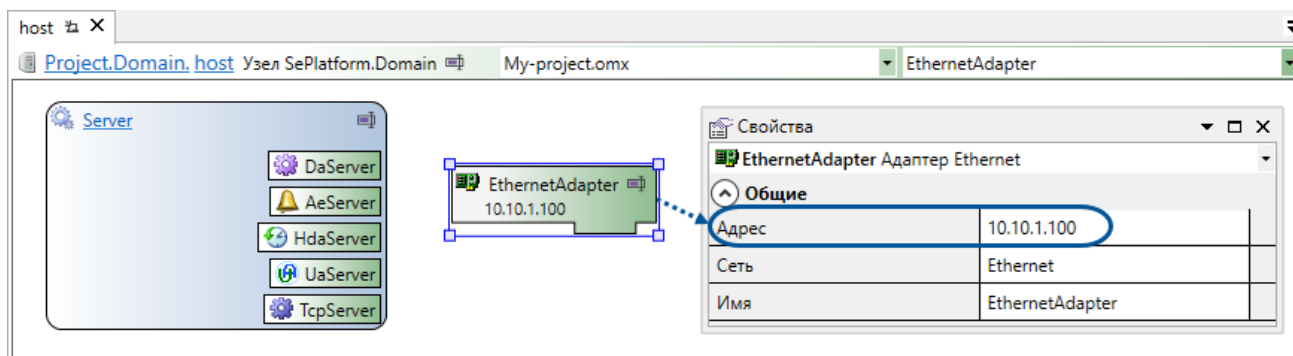 host
Project.Domain. host Узел SePlatform.Domain My-project.omx EthernetAdapter
Server
DaServer
AeServer
HdaServer
UaServer
TcpServer
EthernetAdapter
10.10.1.100
Свойства
EthernetAdapter Адаптер Ethernet
Общие
Адрес 10.10.1.100
Сеть Ethernet
Имя EthernetAdapter